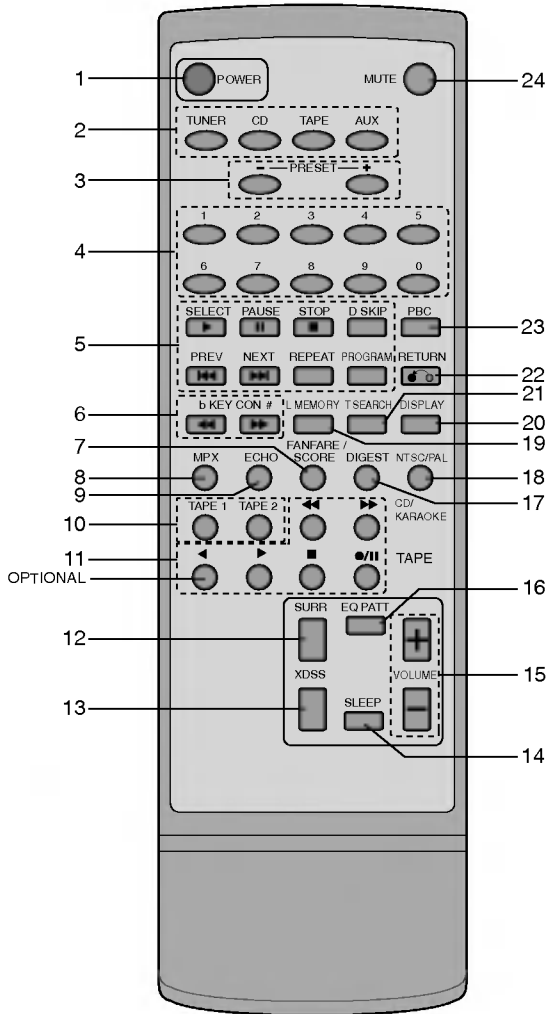 1 POWER MUTE 24
TUNER CD TAPE AUX
2
3 - PRESET +
1 2 3 4 5
4
6 7 8 9 0
SELECT PAUSE STOP D.SKIP PBC
5 23
PREV NEXT REPEAT PROGRAM RETURN
22
21
6 b KEY CON # L MEMORY T.SEARCH DISPLAY
20
19
7 FANFARE /
MPX ECHO SCORE DIGEST NTSC/PAL
8 18
9 17
TAPE 1 TAPE 2 CD/
10 KARAOKE
11 TAPE
OPTIONAL
16
SURR EQ PATT
12 +
XDSS VOLUME 15
13 SLEEP -
14